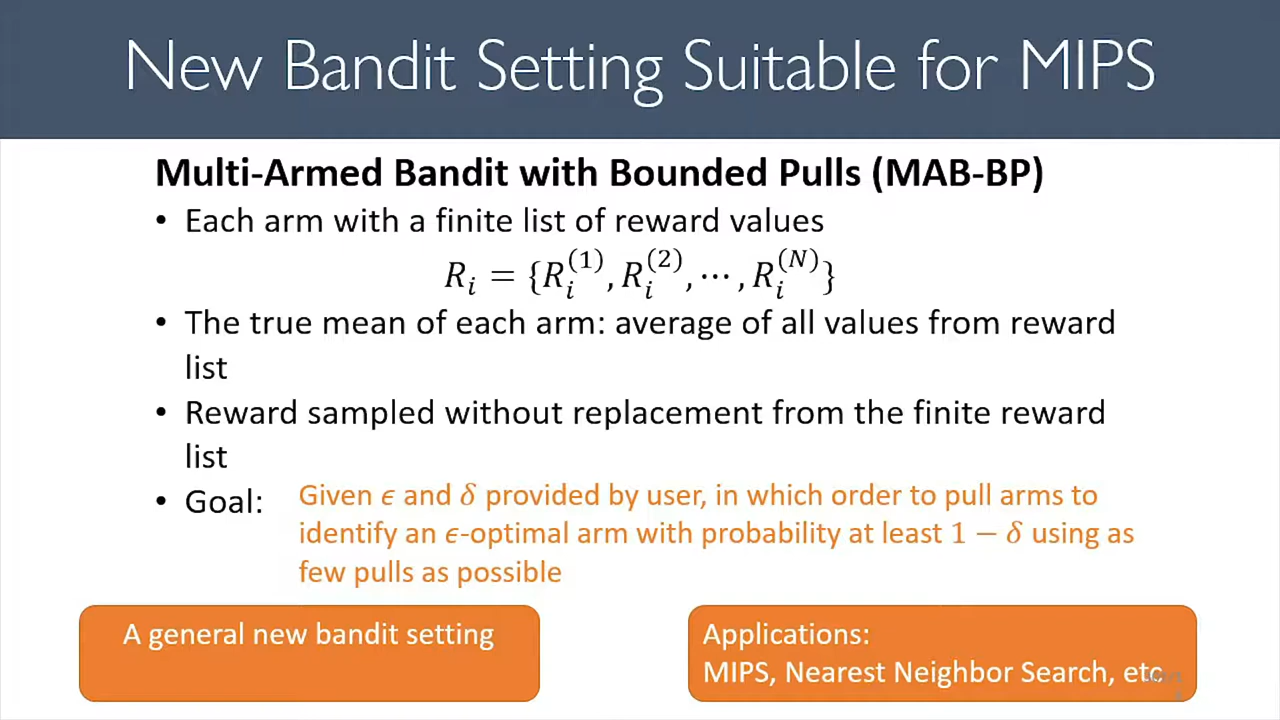 New Bandit Setting Suitable for MIPS
Multi-Armed Bandit with Bounded Pulls (MAB-BP)
• Each arm with a finite list of reward values
R_i = {R_i^(1), R_i^(2), ⋯, R_i^(N)}
• The true mean of each arm: average of all values from reward
list
• Reward sampled without replacement from the finite reward
list
• Goal:
Given ϵ and δ provided by user, in which order to pull arms to
identify an ϵ-optimal arm with probability at least 1 − δ using as
few pulls as possible
A general new bandit setting
Applications:
MIPS, Nearest Neighbor Search, etc